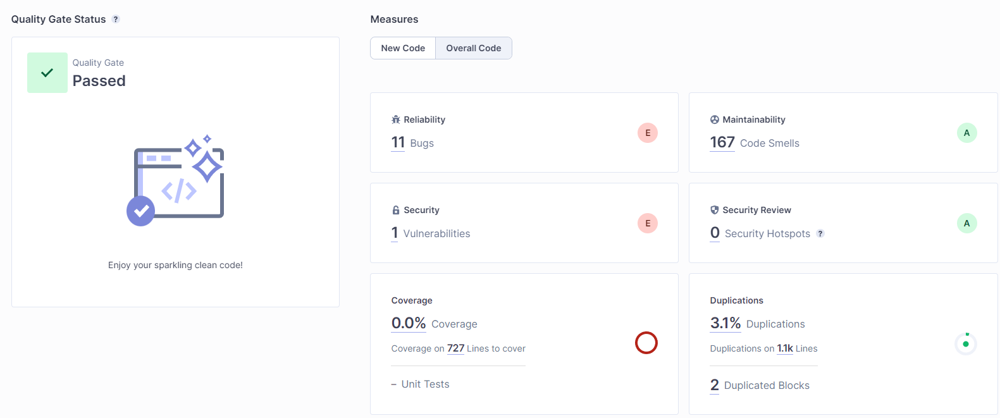 Quality Gate Status ?
Quality Gate
Passed
</>
Enjoy your sparkling clean code!
Measures
New Code
Overall Code
Reliability
11 Bugs
E
Maintainability
167 Code Smells
A
Security
1 Vulnerabilities
E
Security Review
0 Security Hotspots ?
A
Coverage
0.0% Coverage
Coverage on 727 Lines to cover
– Unit Tests
Duplications
3.1% Duplications
Duplications on 1.1k Lines
2 Duplicated Blocks